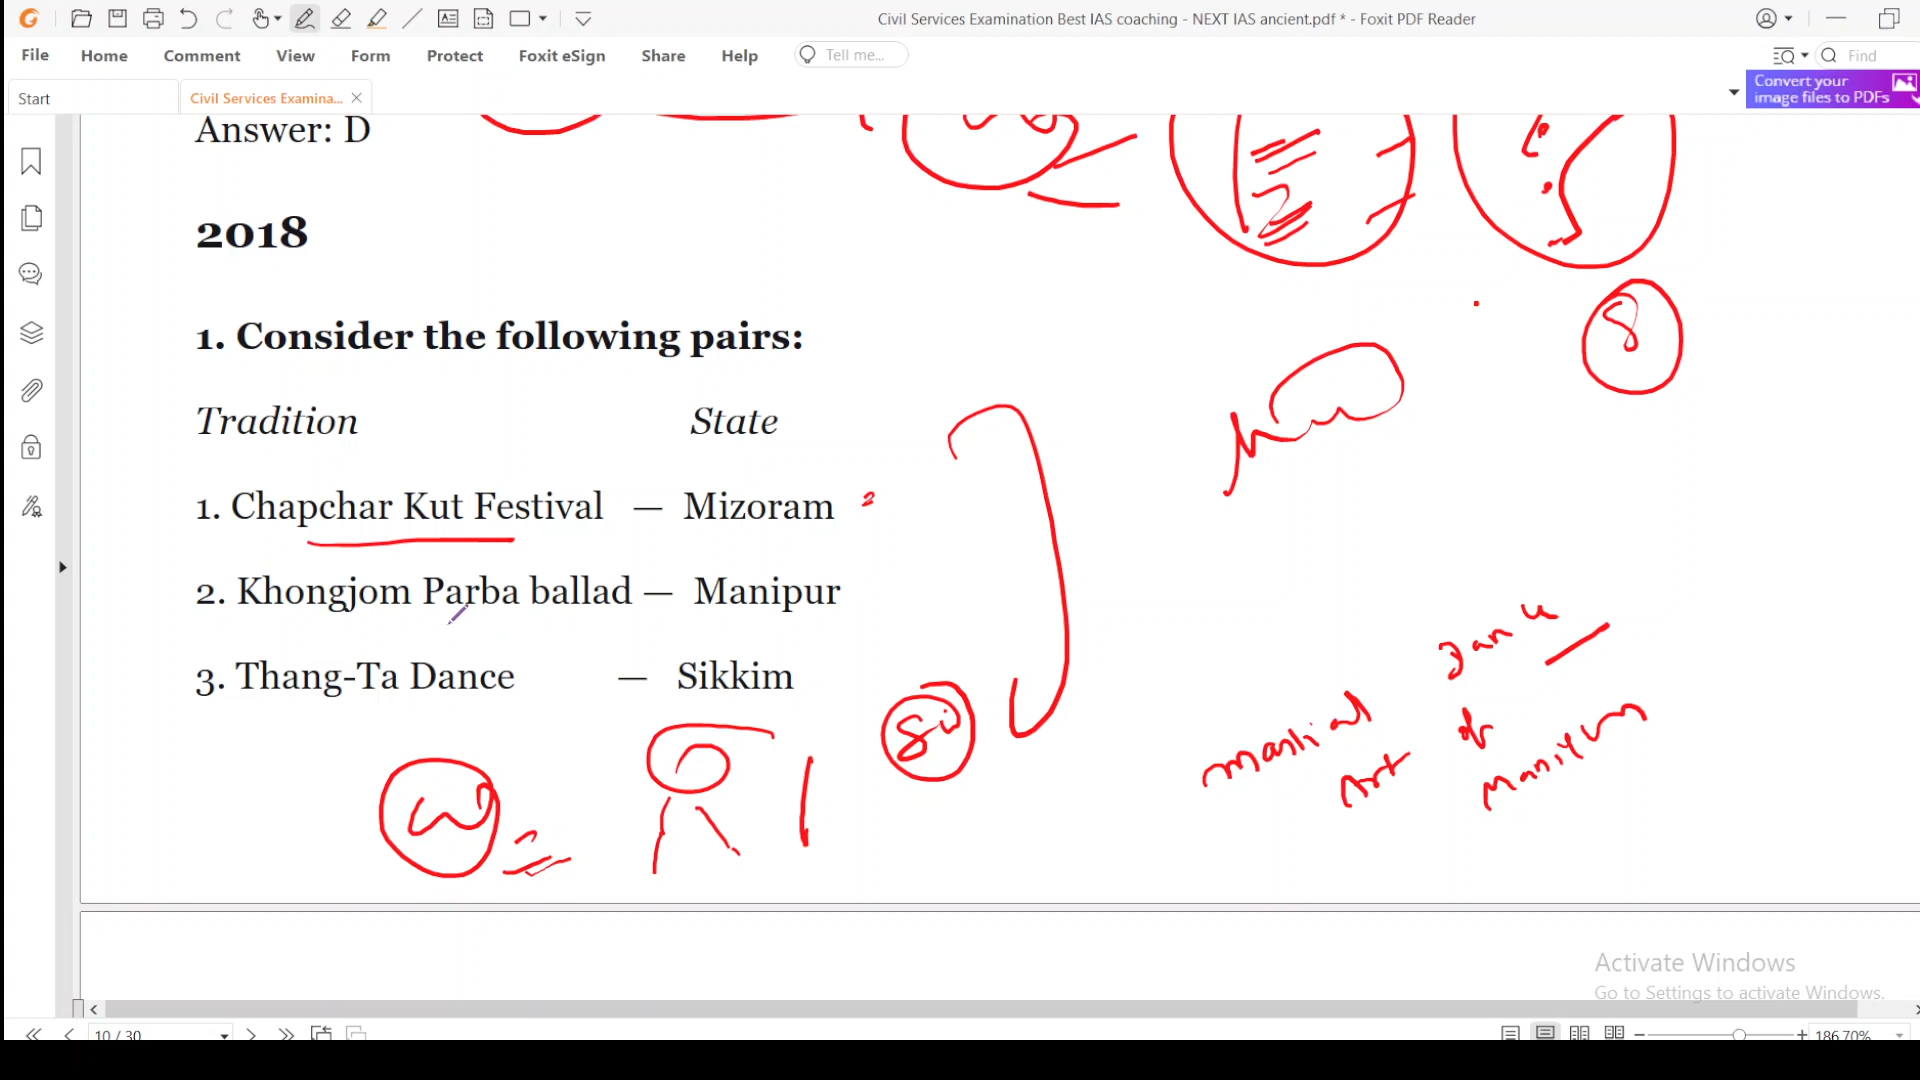 Civil Services Examination Best IAS coaching - NEXT IAS ancient.pdf * - Foxit PDF Reader
File Home Comment View Form Protect Foxit eSign Share Help Tell me... Find
Start Civil Services Examina... Convert your
image files to PDFs
Answer: D
2018
8
1. Consider the following pairs:
Tradition State
1. Chapchar Kut Festival — Mizoram
2. Khongjom Parba ballad — Manipur
3. Thang-Ta Dance — Sikkim
Dance
martial
Art of
Manipur
Activate Windows
Go to Settings to activate Windows.
10 / 30 186.70%